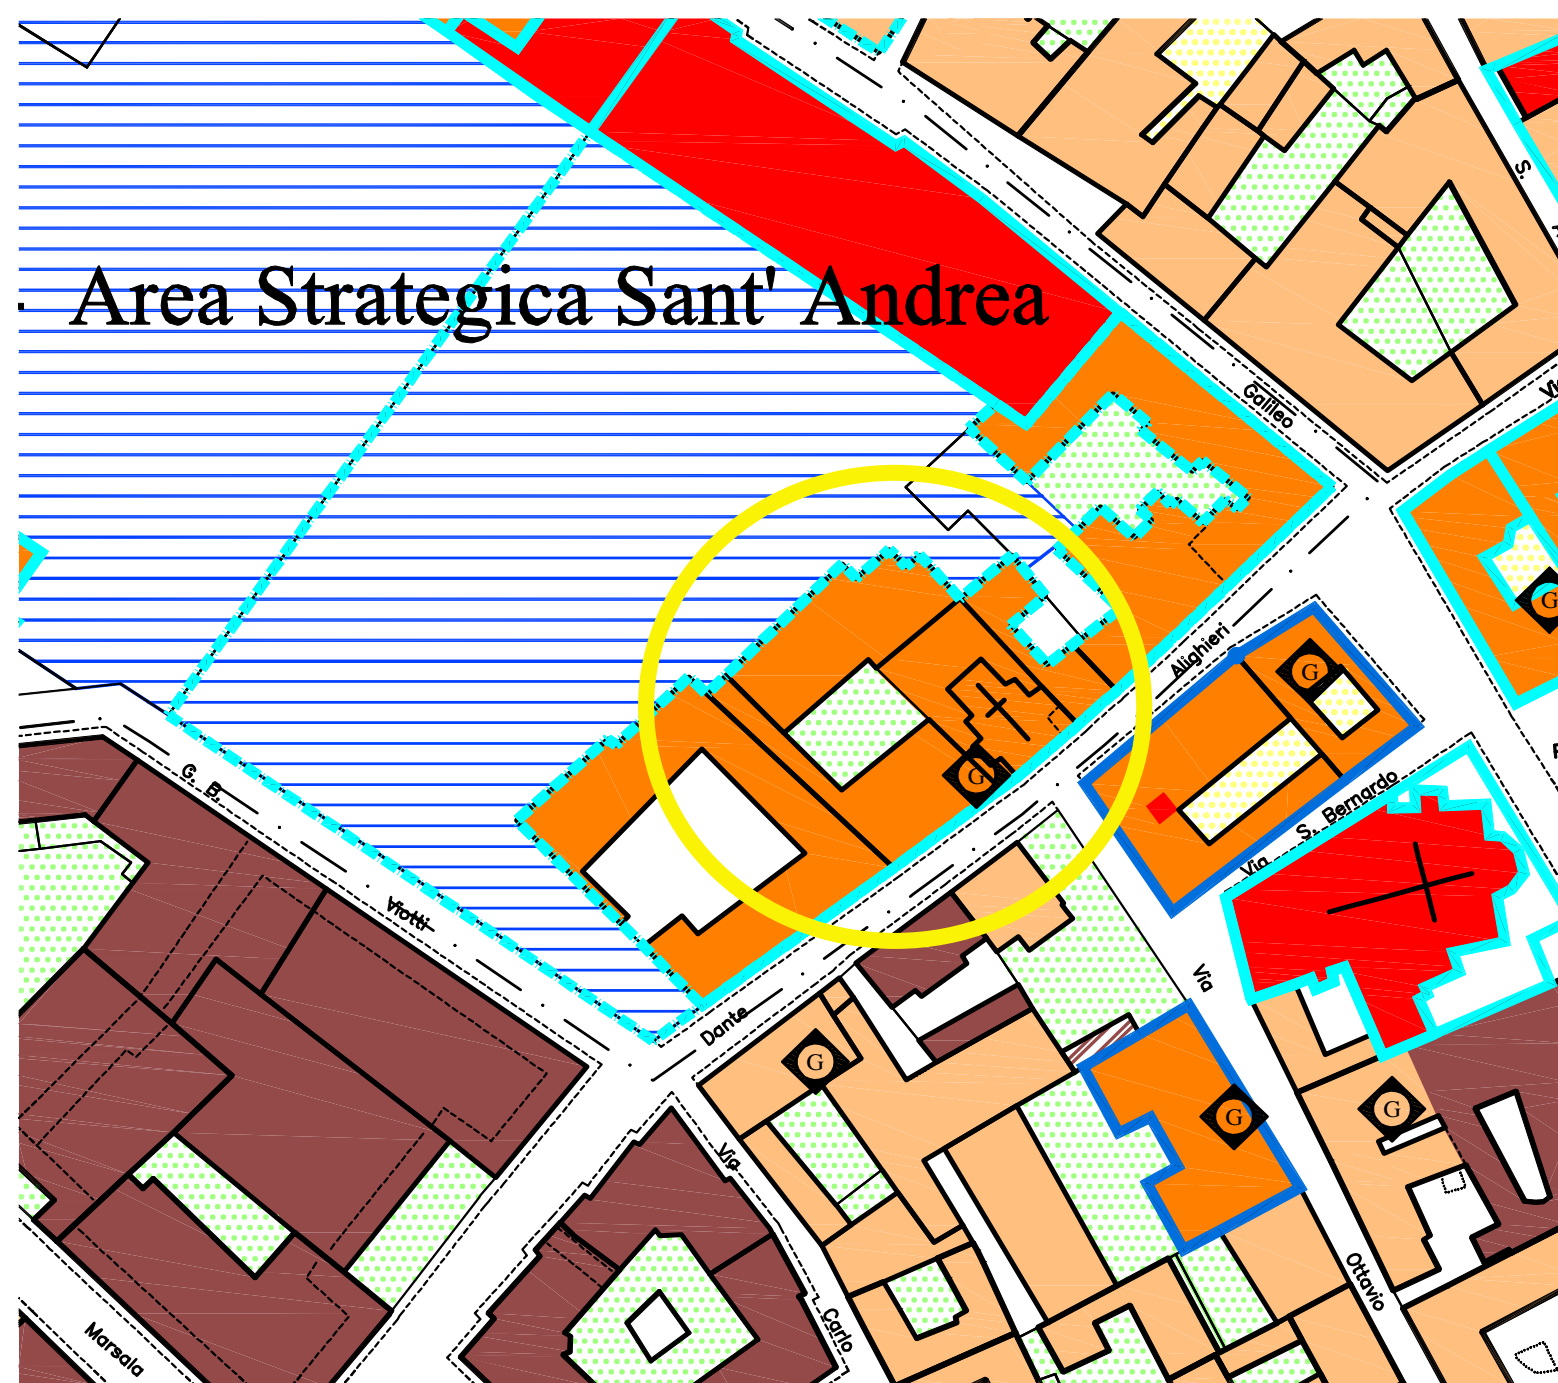 S.
- Area Strategica Sant' Andrea
Galileo
Alighieri
G
G
G. B.
G
S. Bernardo
Via
Viotti
Via
Dante
G
G
G
Via
Ottavio
Carlo
Marsala